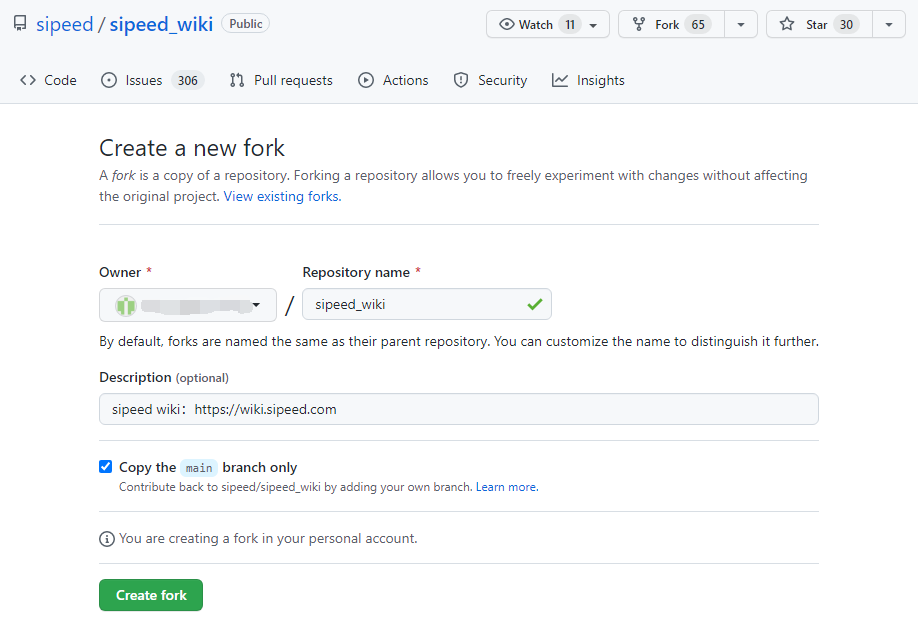 sipeed / sipeed_wiki Public Watch 11 Fork 65 Star 30
Code Issues 306 Pull requests Actions Security Insights
Create a new fork
A fork is a copy of a repository. Forking a repository allows you to freely experiment with changes without affecting
the original project. View existing forks.
Owner * Repository name *
/ sipeed_wiki
By default, forks are named the same as their parent repository. You can customize the name to distinguish it further.
Description (optional)
sipeed wiki：https://wiki.sipeed.com
Copy the main branch only
Contribute back to sipeed/sipeed_wiki by adding your own branch. Learn more.
You are creating a fork in your personal account.
Create fork